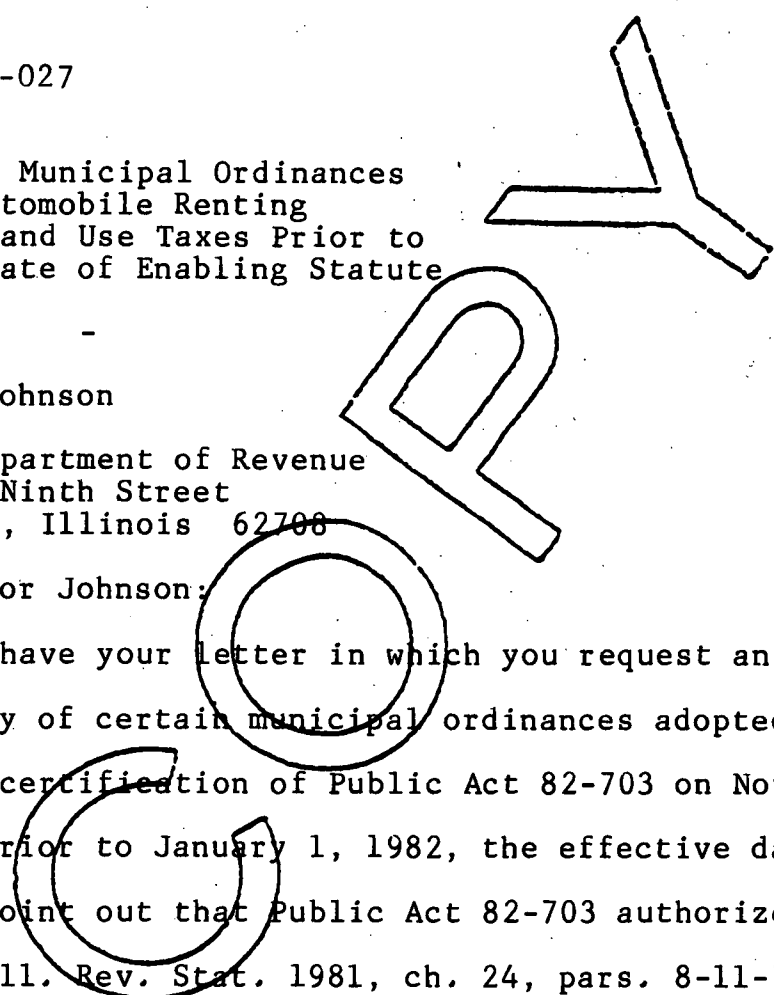 -027
Municipal Ordinances
tomobile Renting
and Use Taxes Prior to
ate of Enabling Statute
-
ohnson
partment of Revenue
Ninth Street
, Illinois 62708
or Johnson:
have your letter in which you request an
y of certain municipal ordinances adopted
certification of Public Act 82-703 on No
rior to January 1, 1982, the effective da
oint out that Public Act 82-703 authorize
ll. Rev. Stat. 1981, ch. 24, pars. 8-11-
COPY